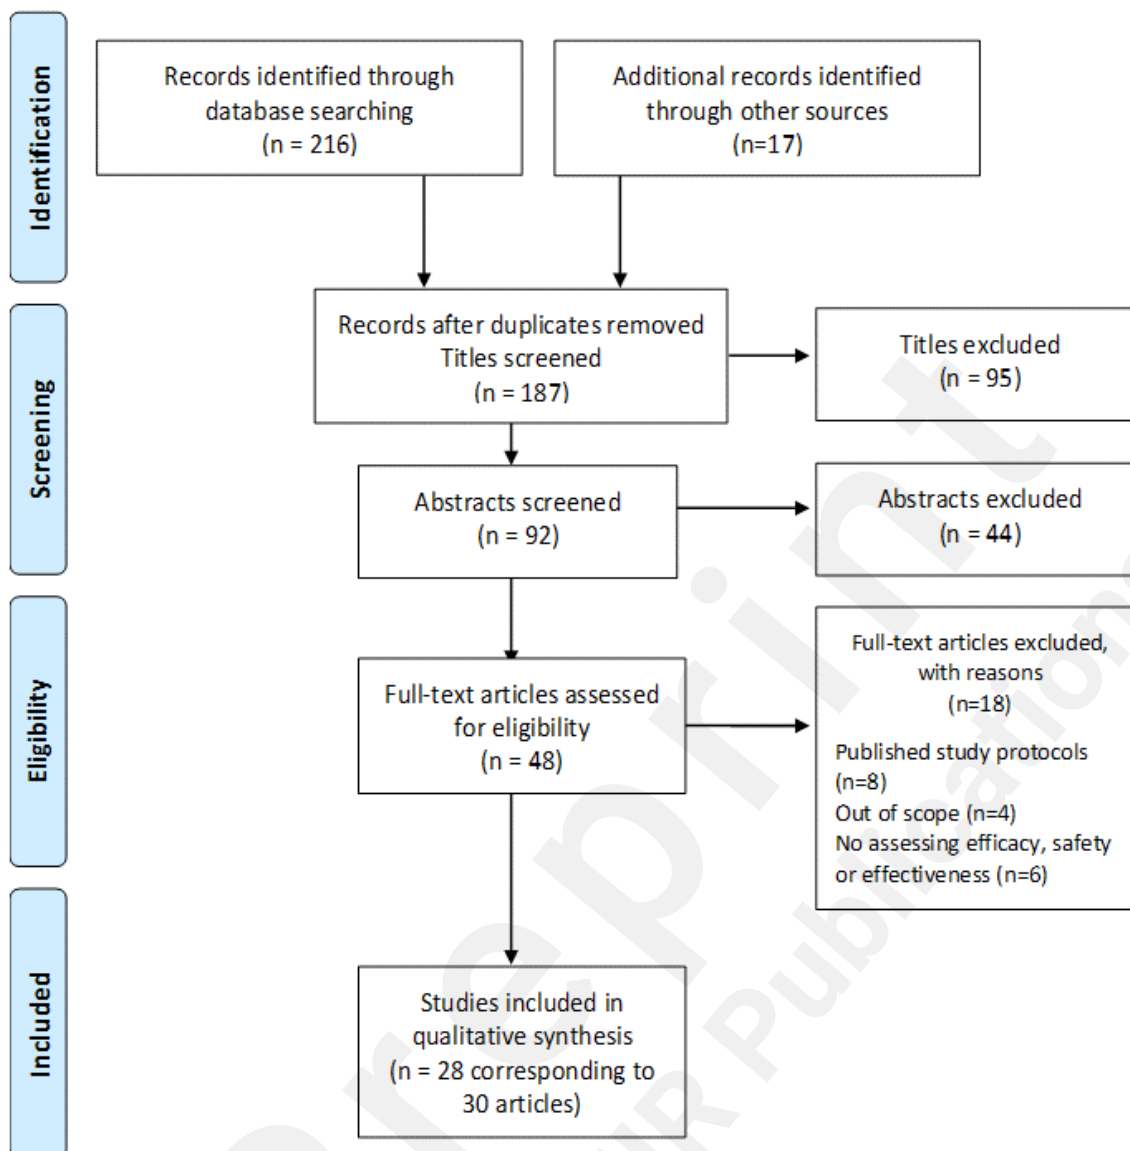 Identification
Records identified through
database searching
(n = 216)
Additional records identified
through other sources
(n=17)
Screening
Records after duplicates removed
Titles screened
(n = 187)
Titles excluded
(n = 95)
Abstracts screened
(n = 92)
Abstracts excluded
(n = 44)
Eligibility
Full-text articles assessed
for eligibility
(n = 48)
Full-text articles excluded,
with reasons
(n=18)
Published study protocols
(n=8)
Out of scope (n=4)
No assessing efficacy, safety
or effectiveness (n=6)
Included
Studies included in
qualitative synthesis
(n = 28 corresponding to
30 articles)
reprint
Publication